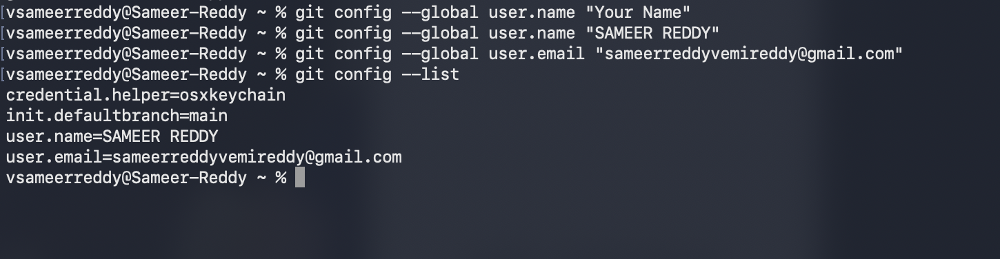 [vsameerreddy@Sameer-Reddy ~ % git config --global user.name "Your Name"
[vsameerreddy@Sameer-Reddy ~ % git config --global user.name "SAMEER REDDY"
[vsameerreddy@Sameer-Reddy ~ % git config --global user.email "sameerreddyvemireddy@gmail.com"
[vsameerreddy@Sameer-Reddy ~ % git config --list
credential.helper=osxkeychain
init.defaultbranch=main
user.name=SAMEER REDDY
user.email=sameerreddyvemireddy@gmail.com
vsameerreddy@Sameer-Reddy ~ %